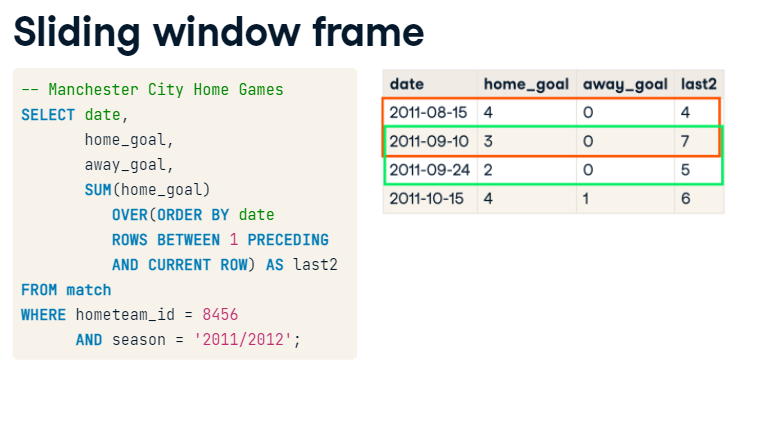 Sliding window frame
-- Manchester City Home Games
SELECT date,
home_goal,
away_goal,
SUM(home_goal)
OVER(ORDER BY date
ROWS BETWEEN 1 PRECEDING
AND CURRENT ROW) AS last2
FROM match
WHERE hometeam_id = 8456
AND season = '2011/2012';
date home_goal away_goal last2
2011-08-15 4 0 4
2011-09-10 3 0 7
2011-09-24 2 0 5
2011-10-15 4 1 6